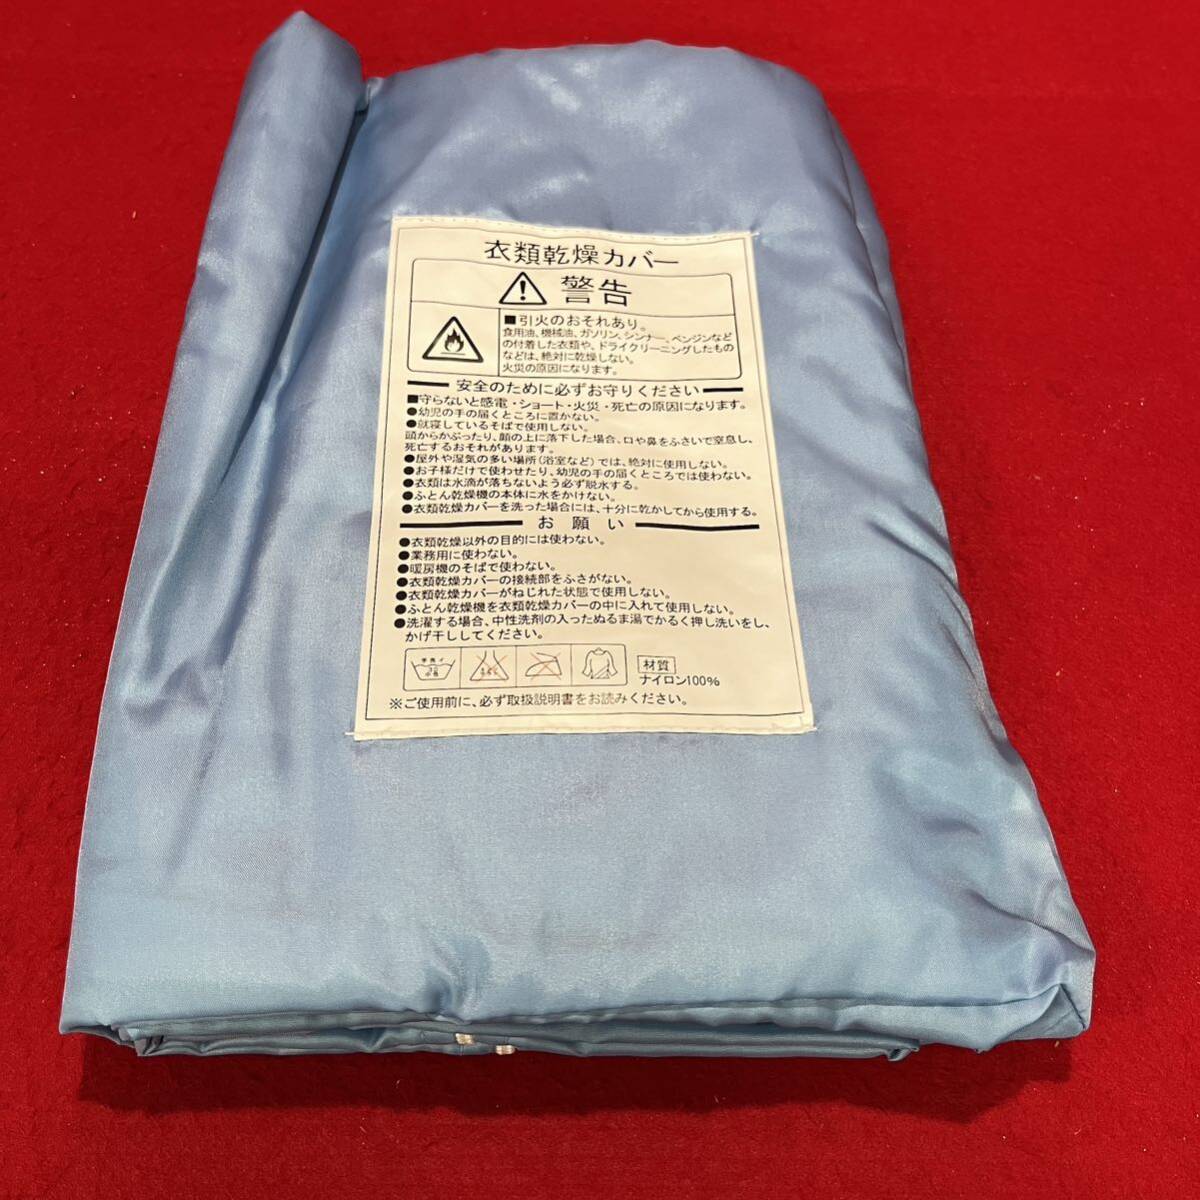 衣類乾燥カバー
警告
■引火のおそれあり。
食用油、機械油、ガソリン、シンナー、ベンジンなど
の付着した衣類や、ドライクリーニングしたもの
などは、絶対に乾燥しない。
火災の原因になります。
安全のために必ずお守りください
■守らないと感電・ショート・火災・死亡の原因になります。
●幼児の手の届くところに置かない。
●就寝しているそばで使用しない。
頭からかぶったり、顔の上に落下した場合、口や鼻をふさいで窒息し、
死亡するおそれがあります。
●屋外や湿気の多い場所(浴室など)では、絶対に使用しない。
●お子様だけで使わせたり、幼児の手の届くところでは使わない。
●衣類は水滴が落ちないよう必ず脱水する。
●ふとん乾燥機の本体に水をかけない。
●衣類乾燥カバーを洗った場合には、十分に乾かしてから使用する。
お願い
●衣類乾燥以外の目的には使わない。
●業務用に使わない。
●暖房機のそばで使わない。
●衣類乾燥カバーの接続部をふさがない。
●衣類乾燥カバーがねじれた状態で使用しない。
●ふとん乾燥機を衣類乾燥カバーの中に入れて使用しない。
●洗濯する場合、中性洗剤の入ったぬるま湯でかるく押し洗いをし、
かげ干ししてください。
材質
ナイロン100%
※ご使用前に、必ず取扱説明書をお読みください。